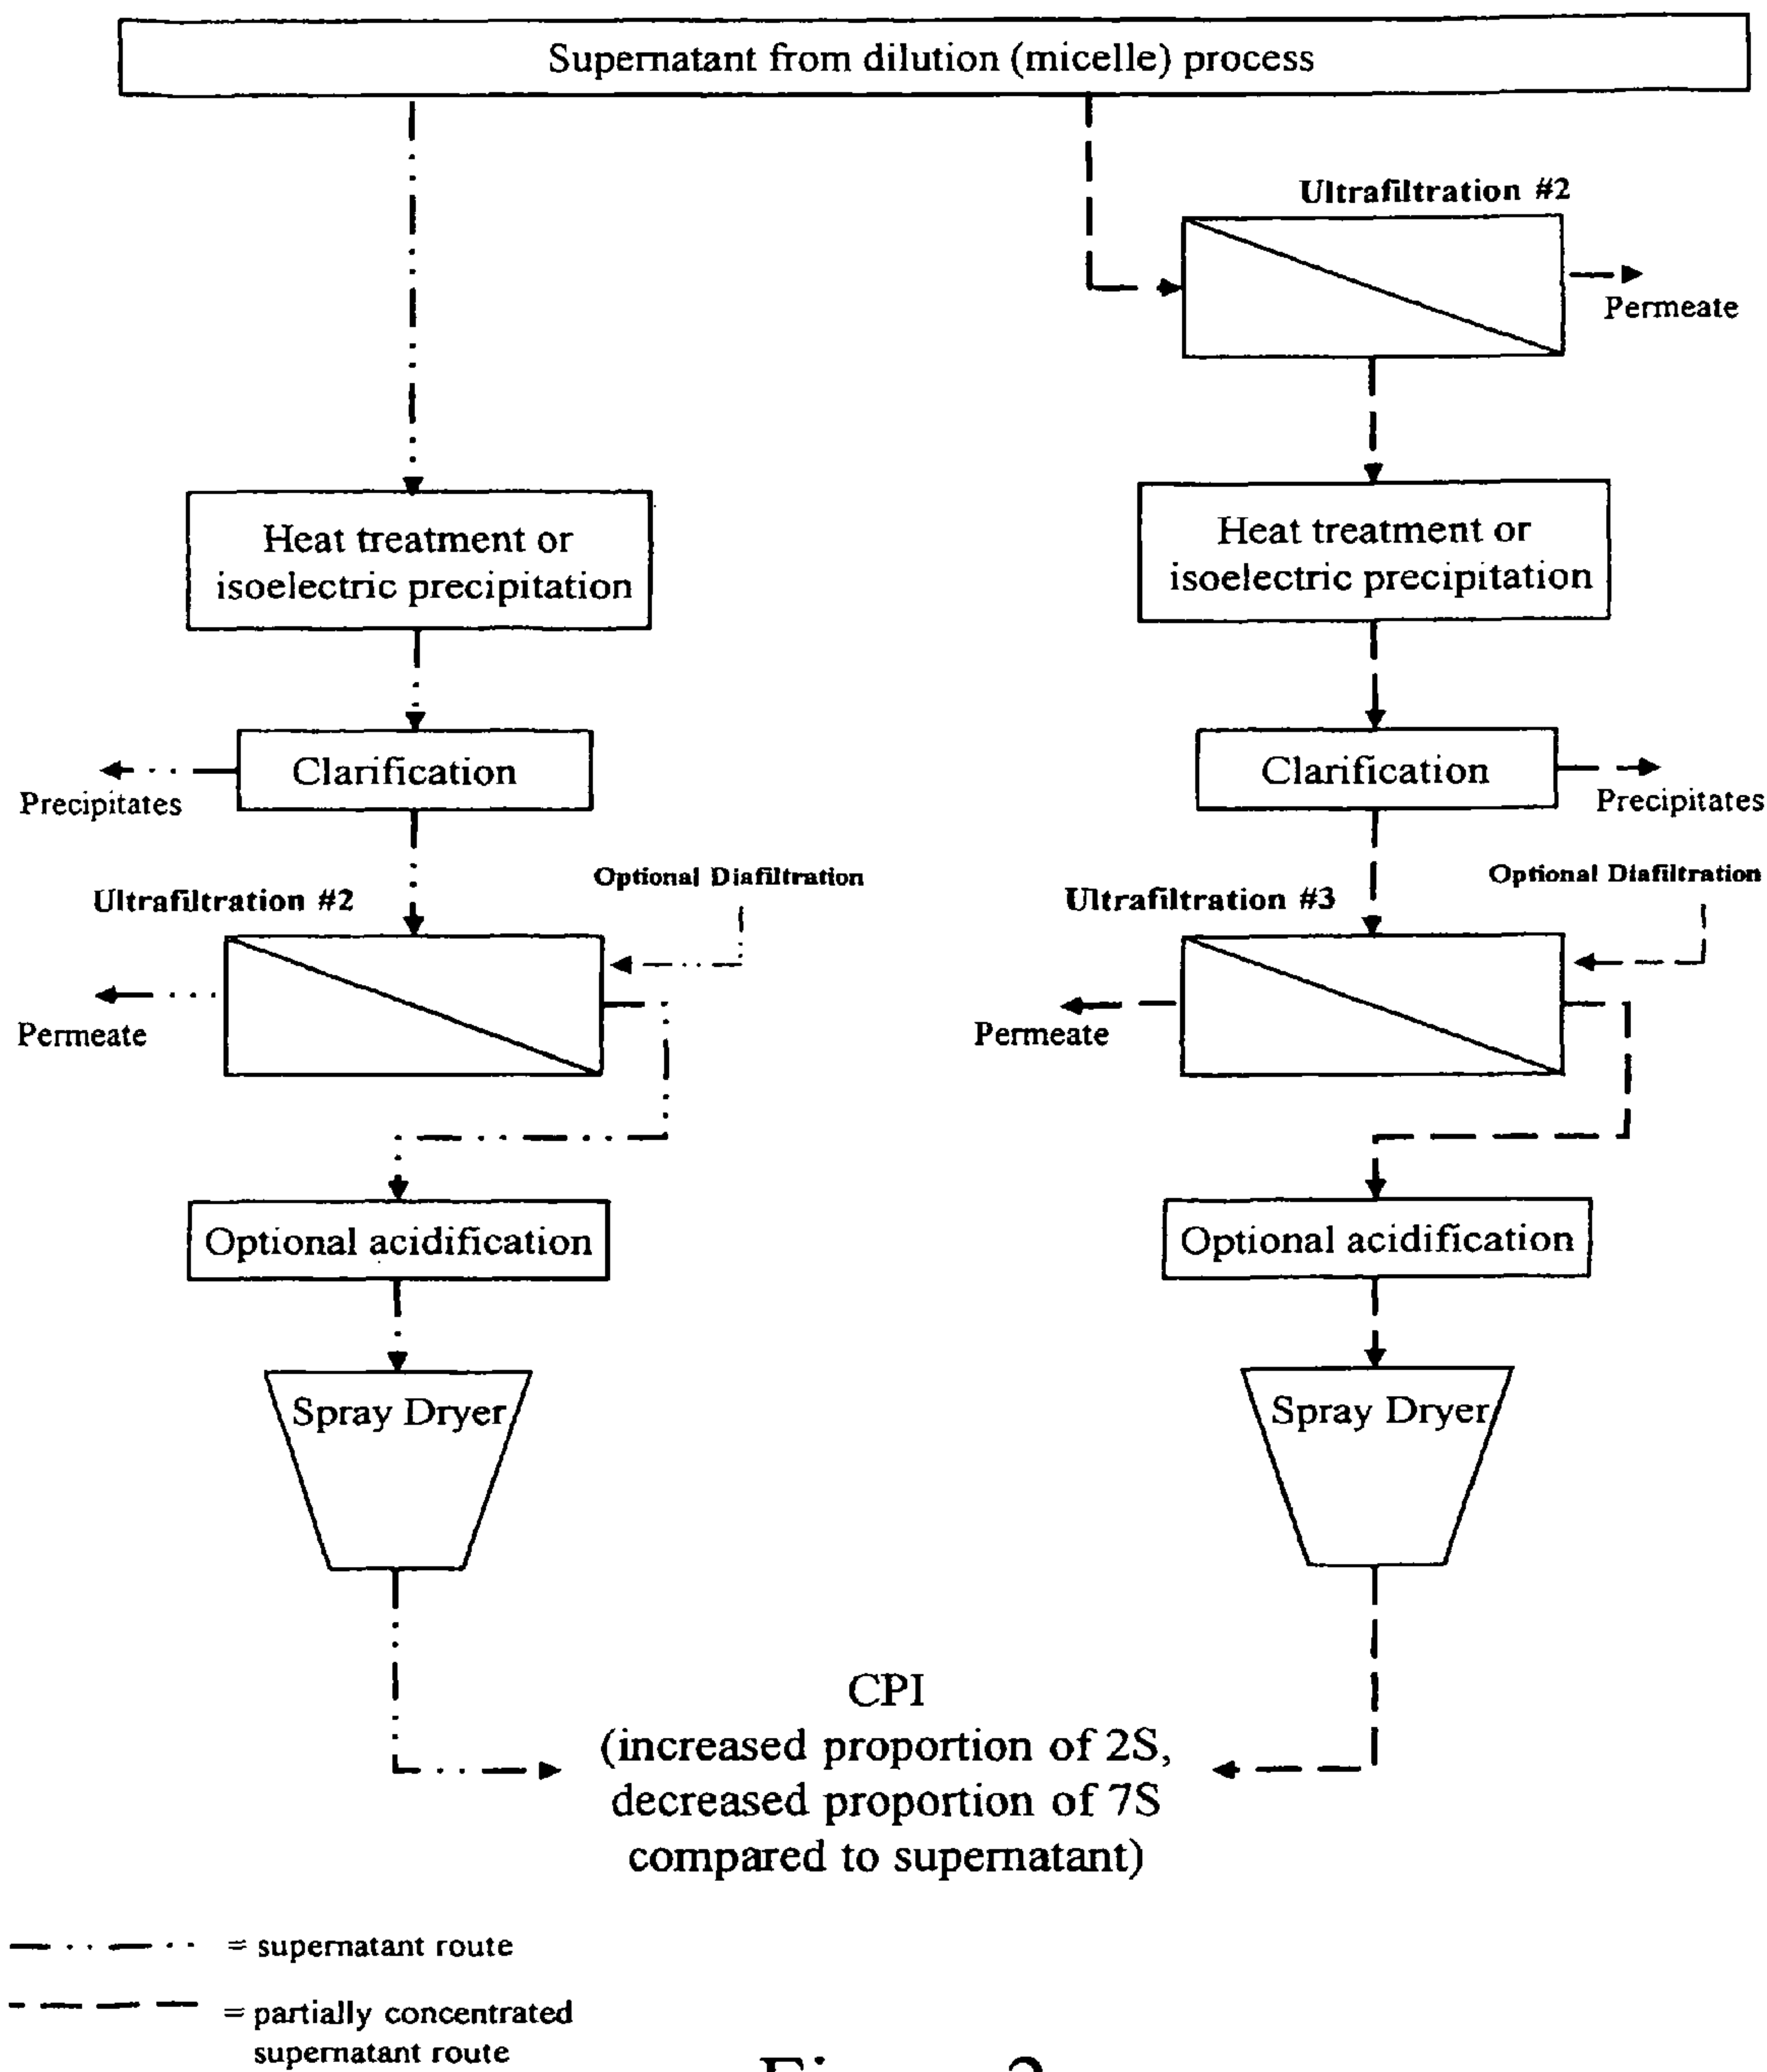 Supernatant from dilution (micelle) process
Ultrafiltration #2
Permeate
Heat treatment or
isoelectric precipitation
Heat treatment or
isoelectric precipitation
Clarification
Precipitates
Clarification
Precipitates
Ultrafiltration #2
Optional Diafiltration
Permeate
Ultrafiltration #3
Optional Diafiltration
Permeate
Optional acidification
Optional acidification
Spray Dryer
Spray Dryer
CPI
(increased proportion of 2S,
decreased proportion of 7S
compared to supernatant)
= supernatant route
= partially concentrated
supernatant route